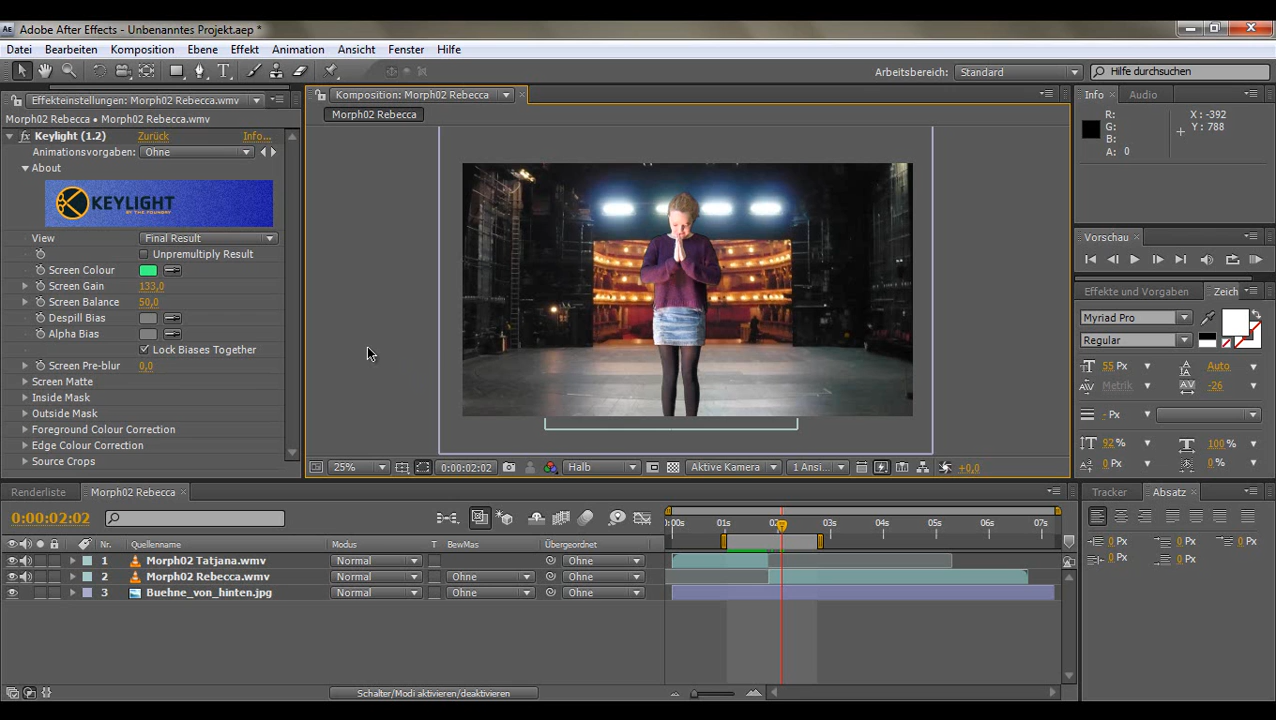 Adobe After Effects - Unbenanntes Projekt.aep *
Datei Bearbeiten Komposition Ebene Effekt Animation Ansicht Fenster Hilfe
Arbeitsbereich: Standard Hilfe durchsuchen
Effekteinstellungen: Morph02 Rebecca.wmv
Morph02 Rebecca • Morph02 Rebecca.wmv
Keylight (1.2) Zurück Info...
Animationsvorgaben: Ohne
About
KEYLIGHT
BY THE FOUNDRY
View Final Result
Unpremultiply Result
Screen Colour
Screen Gain 133,0
Screen Balance 50,0
Despill Bias
Alpha Bias
Lock Biases Together
Screen Pre-blur 0,0
Screen Matte
Inside Mask
Outside Mask
Foreground Colour Correction
Edge Colour Correction
Source Crops
Komposition: Morph02 Rebecca
Morph02 Rebecca
25% 0:00:02:02 Halb Aktive Kamera 1 Ansi... +0,0
Info Audio
R: X : -392
G: Y : 788
B:
A: 0
Vorschau
Effekte und Vorgaben Zeich
Myriad Pro
Regular
55 Px Auto
Metrik -26
- Px
92 % 100 %
0 Px 0 %
Tracker Absatz
0 Px 0 Px 0 Px
0 Px 0 Px
Renderliste Morph02 Rebecca
0:00:02:02
Nr. Quellenname Modus T BewMas Übergeordnet
1 Morph02 Tatjana.wmv Normal Ohne
2 Morph02 Rebecca.wmv Normal Ohne Ohne
3 Buehne_von_hinten.jpg Normal Ohne Ohne
:00s 01s 03s 04s 05s 06s 07s
Schalter/Modi aktivieren/deaktivieren